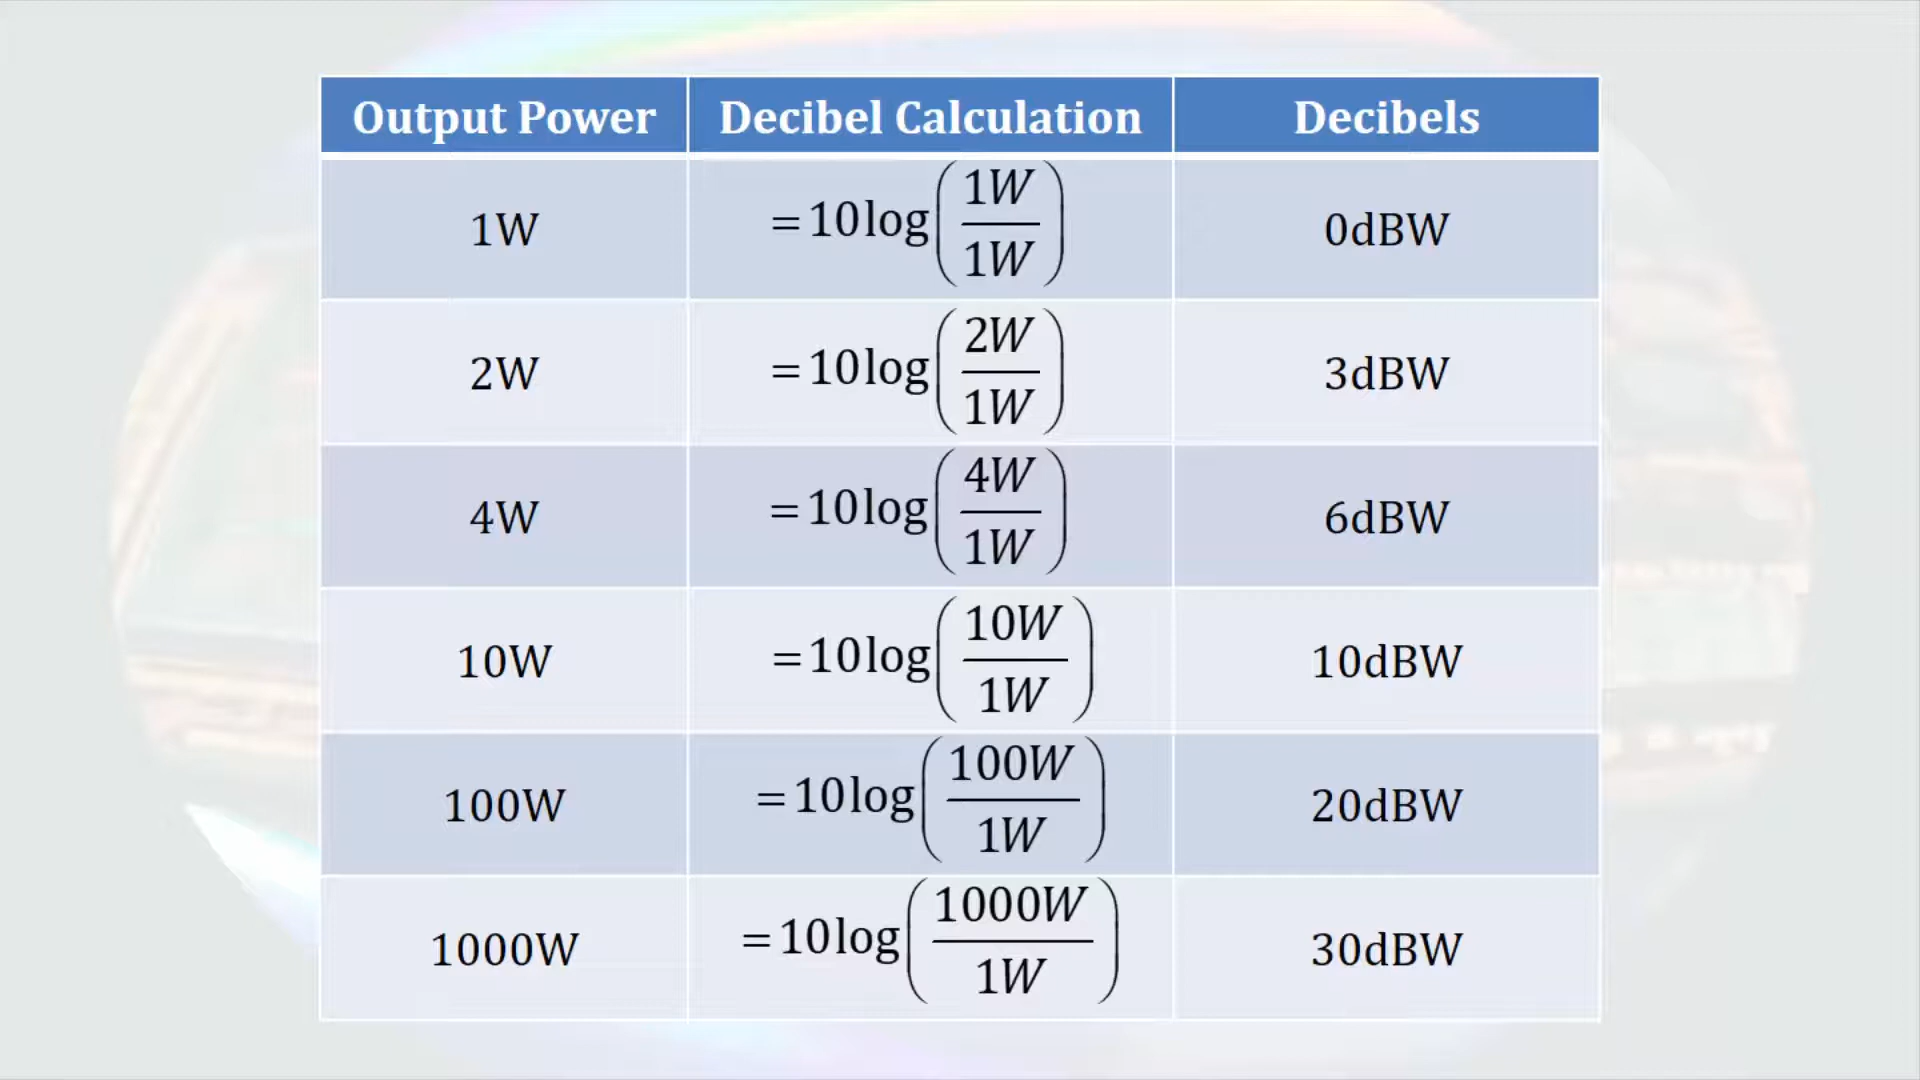 Output Power Decibel Calculation Decibels
1W =10log(1W/1W) 0dBW
2W =10log(2W/1W) 3dBW
4W =10log(4W/1W) 6dBW
10W =10log(10W/1W) 10dBW
100W =10log(100W/1W) 20dBW
1000W =10log(1000W/1W) 30dBW